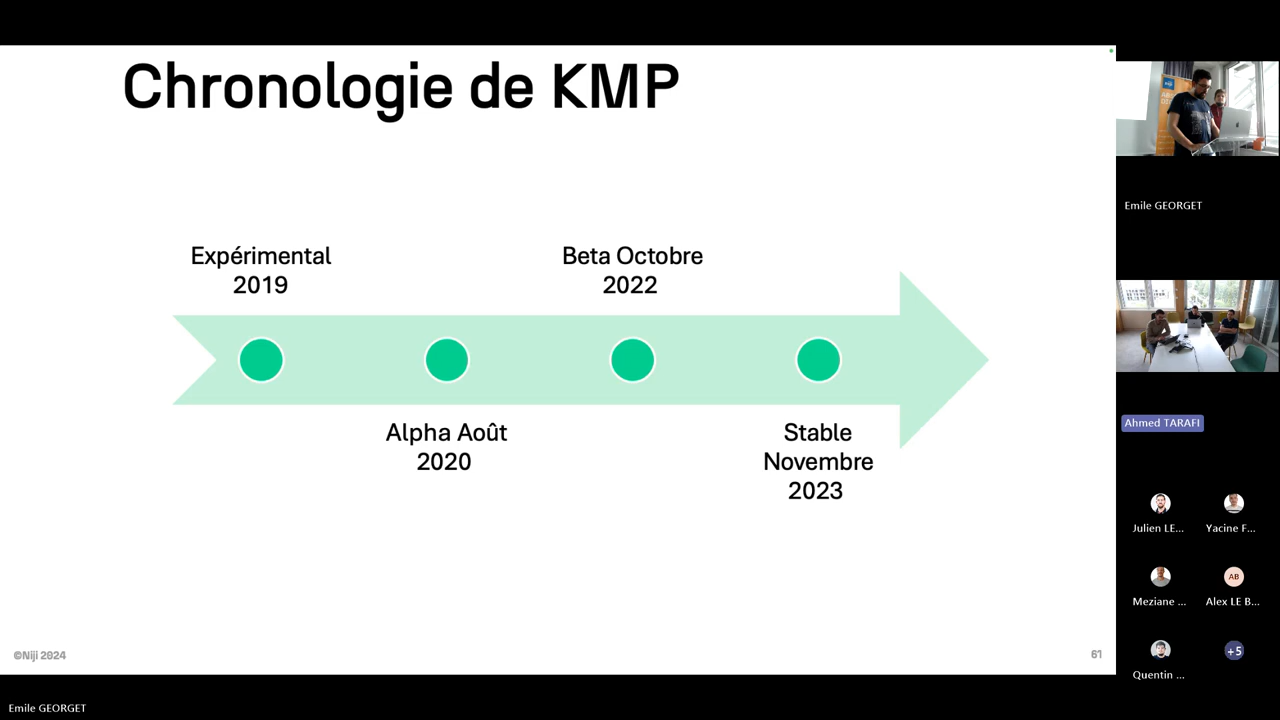 Chronologie de KMP
Expérimental
2019
Beta Octobre
2022
Alpha Août
2020
Stable
Novembre
2023
©Niji 2024
61
Emile GEORGET
Ahmed TARAFI
Julien LE...
Yacine F...
Meziane ...
Alex LE B...
AB
Quentin ...
+5
Emile GEORGET